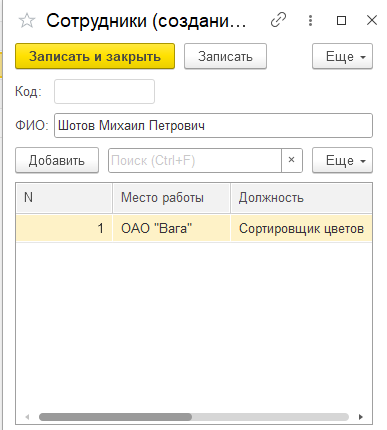 Сотрудники (создани...
Записать и закрыть Записать Еще
Код:
ФИО: Шотов Михаил Петрович
Добавить Поиск (Ctrl+F) × Еще
N Место работы Должность
1 ОАО "Вага" Сортировщик цветов